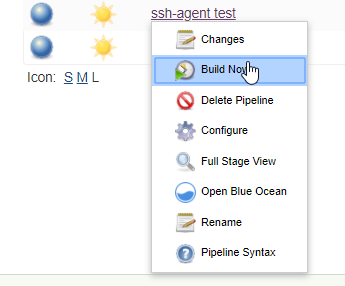 ssh-agent test
Changes
Build Now
Delete Pipeline
Configure
Full Stage View
Open Blue Ocean
Rename
Pipeline Syntax
Icon: S M L